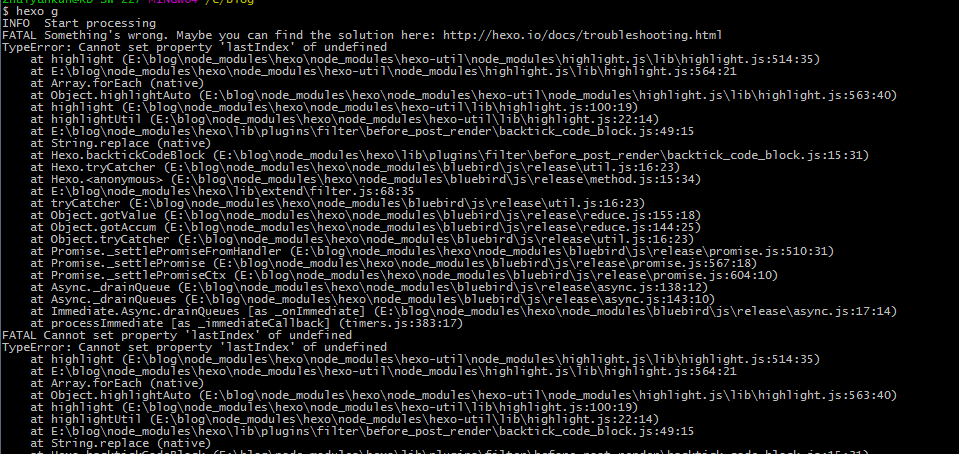 $ hexo g
INFO  Start processing
FATAL Something's wrong. Maybe you can find the solution here: http://hexo.io/docs/troubleshooting.html
TypeError: Cannot set property 'lastIndex' of undefined
    at highlight (E:\blog\node_modules\hexo\node_modules\hexo-util\node_modules\highlight.js\lib\highlight.js:514:35)
    at E:\blog\node_modules\hexo\node_modules\hexo-util\node_modules\highlight.js\lib\highlight.js:564:21
    at Array.forEach (native)
    at Object.highlightAuto (E:\blog\node_modules\hexo\node_modules\hexo-util\node_modules\highlight.js\lib\highlight.js:563:40)
    at highlight (E:\blog\node_modules\hexo\node_modules\hexo-util\lib\highlight.js:100:19)
    at highlightUtil (E:\blog\node_modules\hexo\node_modules\hexo-util\lib\highlight.js:22:14)
    at E:\blog\node_modules\hexo\lib\plugins\filter\before_post_render\backtick_code_block.js:49:15
    at String.replace (native)
    at Hexo.backtickCodeBlock (E:\blog\node_modules\hexo\lib\plugins\filter\before_post_render\backtick_code_block.js:15:31)
    at Hexo.tryCatcher (E:\blog\node_modules\hexo\node_modules\bluebird\js\release\util.js:16:23)
    at Hexo.<anonymous> (E:\blog\node_modules\hexo\node_modules\bluebird\js\release\method.js:15:34)
    at E:\blog\node_modules\hexo\lib\extend\filter.js:68:35
    at tryCatcher (E:\blog\node_modules\hexo\node_modules\bluebird\js\release\util.js:16:23)
    at Object.gotValue (E:\blog\node_modules\hexo\node_modules\bluebird\js\release\reduce.js:155:18)
    at Object.gotAccum (E:\blog\node_modules\hexo\node_modules\bluebird\js\release\reduce.js:144:25)
    at Object.tryCatcher (E:\blog\node_modules\hexo\node_modules\bluebird\js\release\util.js:16:23)
    at Promise._settlePromiseFromHandler (E:\blog\node_modules\hexo\node_modules\bluebird\js\release\promise.js:510:31)
    at Promise._settlePromise (E:\blog\node_modules\hexo\node_modules\bluebird\js\release\promise.js:567:18)
    at Promise._settlePromiseCtx (E:\blog\node_modules\hexo\node_modules\bluebird\js\release\promise.js:604:10)
    at Async._drainQueue (E:\blog\node_modules\hexo\node_modules\bluebird\js\release\async.js:138:12)
    at Async._drainQueues (E:\blog\node_modules\hexo\node_modules\bluebird\js\release\async.js:143:10)
    at Immediate.Async.drainQueues [as _onImmediate] (E:\blog\node_modules\hexo\node_modules\bluebird\js\release\async.js:17:14)
    at processImmediate [as _immediateCallback] (timers.js:383:17)
FATAL Cannot set property 'lastIndex' of undefined
TypeError: Cannot set property 'lastIndex' of undefined
    at highlight (E:\blog\node_modules\hexo\node_modules\hexo-util\node_modules\highlight.js\lib\highlight.js:514:35)
    at E:\blog\node_modules\hexo\node_modules\hexo-util\node_modules\highlight.js\lib\highlight.js:564:21
    at Array.forEach (native)
    at Object.highlightAuto (E:\blog\node_modules\hexo\node_modules\hexo-util\node_modules\highlight.js\lib\highlight.js:563:40)
    at highlight (E:\blog\node_modules\hexo\node_modules\hexo-util\lib\highlight.js:100:19)
    at highlightUtil (E:\blog\node_modules\hexo\node_modules\hexo-util\lib\highlight.js:22:14)
    at E:\blog\node_modules\hexo\lib\plugins\filter\before_post_render\backtick_code_block.js:49:15
    at String.replace (native)